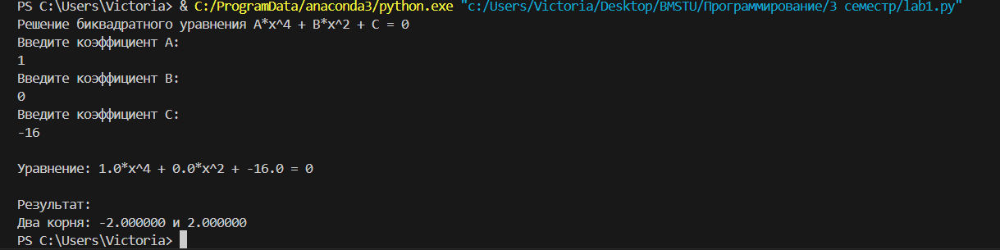 PS C:\Users\Victoria> & C:/ProgramData/anaconda3/python.exe "c:/Users/Victoria/Desktop/BMSTU/Программирование/3 семестр/lab1.py"
Решение биквадратного уравнения A*x^4 + B*x^2 + C = 0
Введите коэффициент A:
1
Введите коэффициент B:
0
Введите коэффициент C:
-16
Уравнение: 1.0*x^4 + 0.0*x^2 + -16.0 = 0
Результат:
Два корня: -2.000000 и 2.000000
PS C:\Users\Victoria>